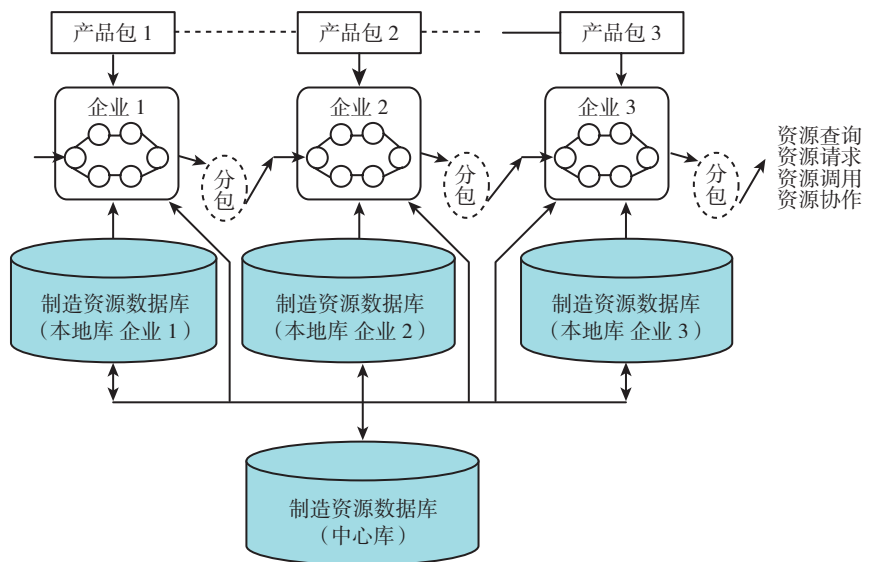 产品包 1
产品包 2
产品包 3
企业 1
企业 2
企业 3
分包
分包
分包
资源查询
资源请求
资源调用
资源协作
制造资源数据库
（本地库 企业 1）
制造资源数据库
（本地库 企业 2）
制造资源数据库
（本地库 企业 3）
制造资源数据库
（中心库）